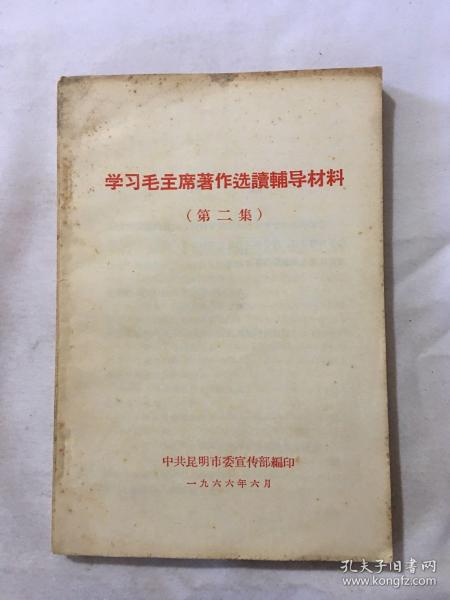 学习毛主席著作选讀輔导材料
（第二集）
中共昆明市委宣传部編印
一九六六年六月
孔夫子旧书网
www.kongfz.com